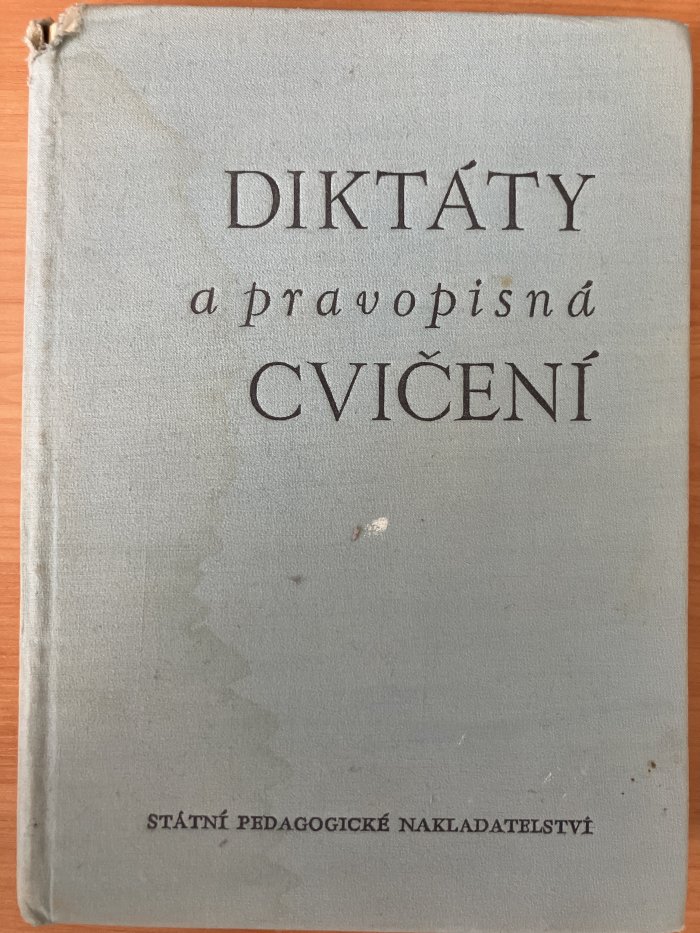 DIKTÁTY
a pravopisná
CVIČENÍ
STÁTNÍ PEDAGOGICKÉ NAKLADATELSTVÍ